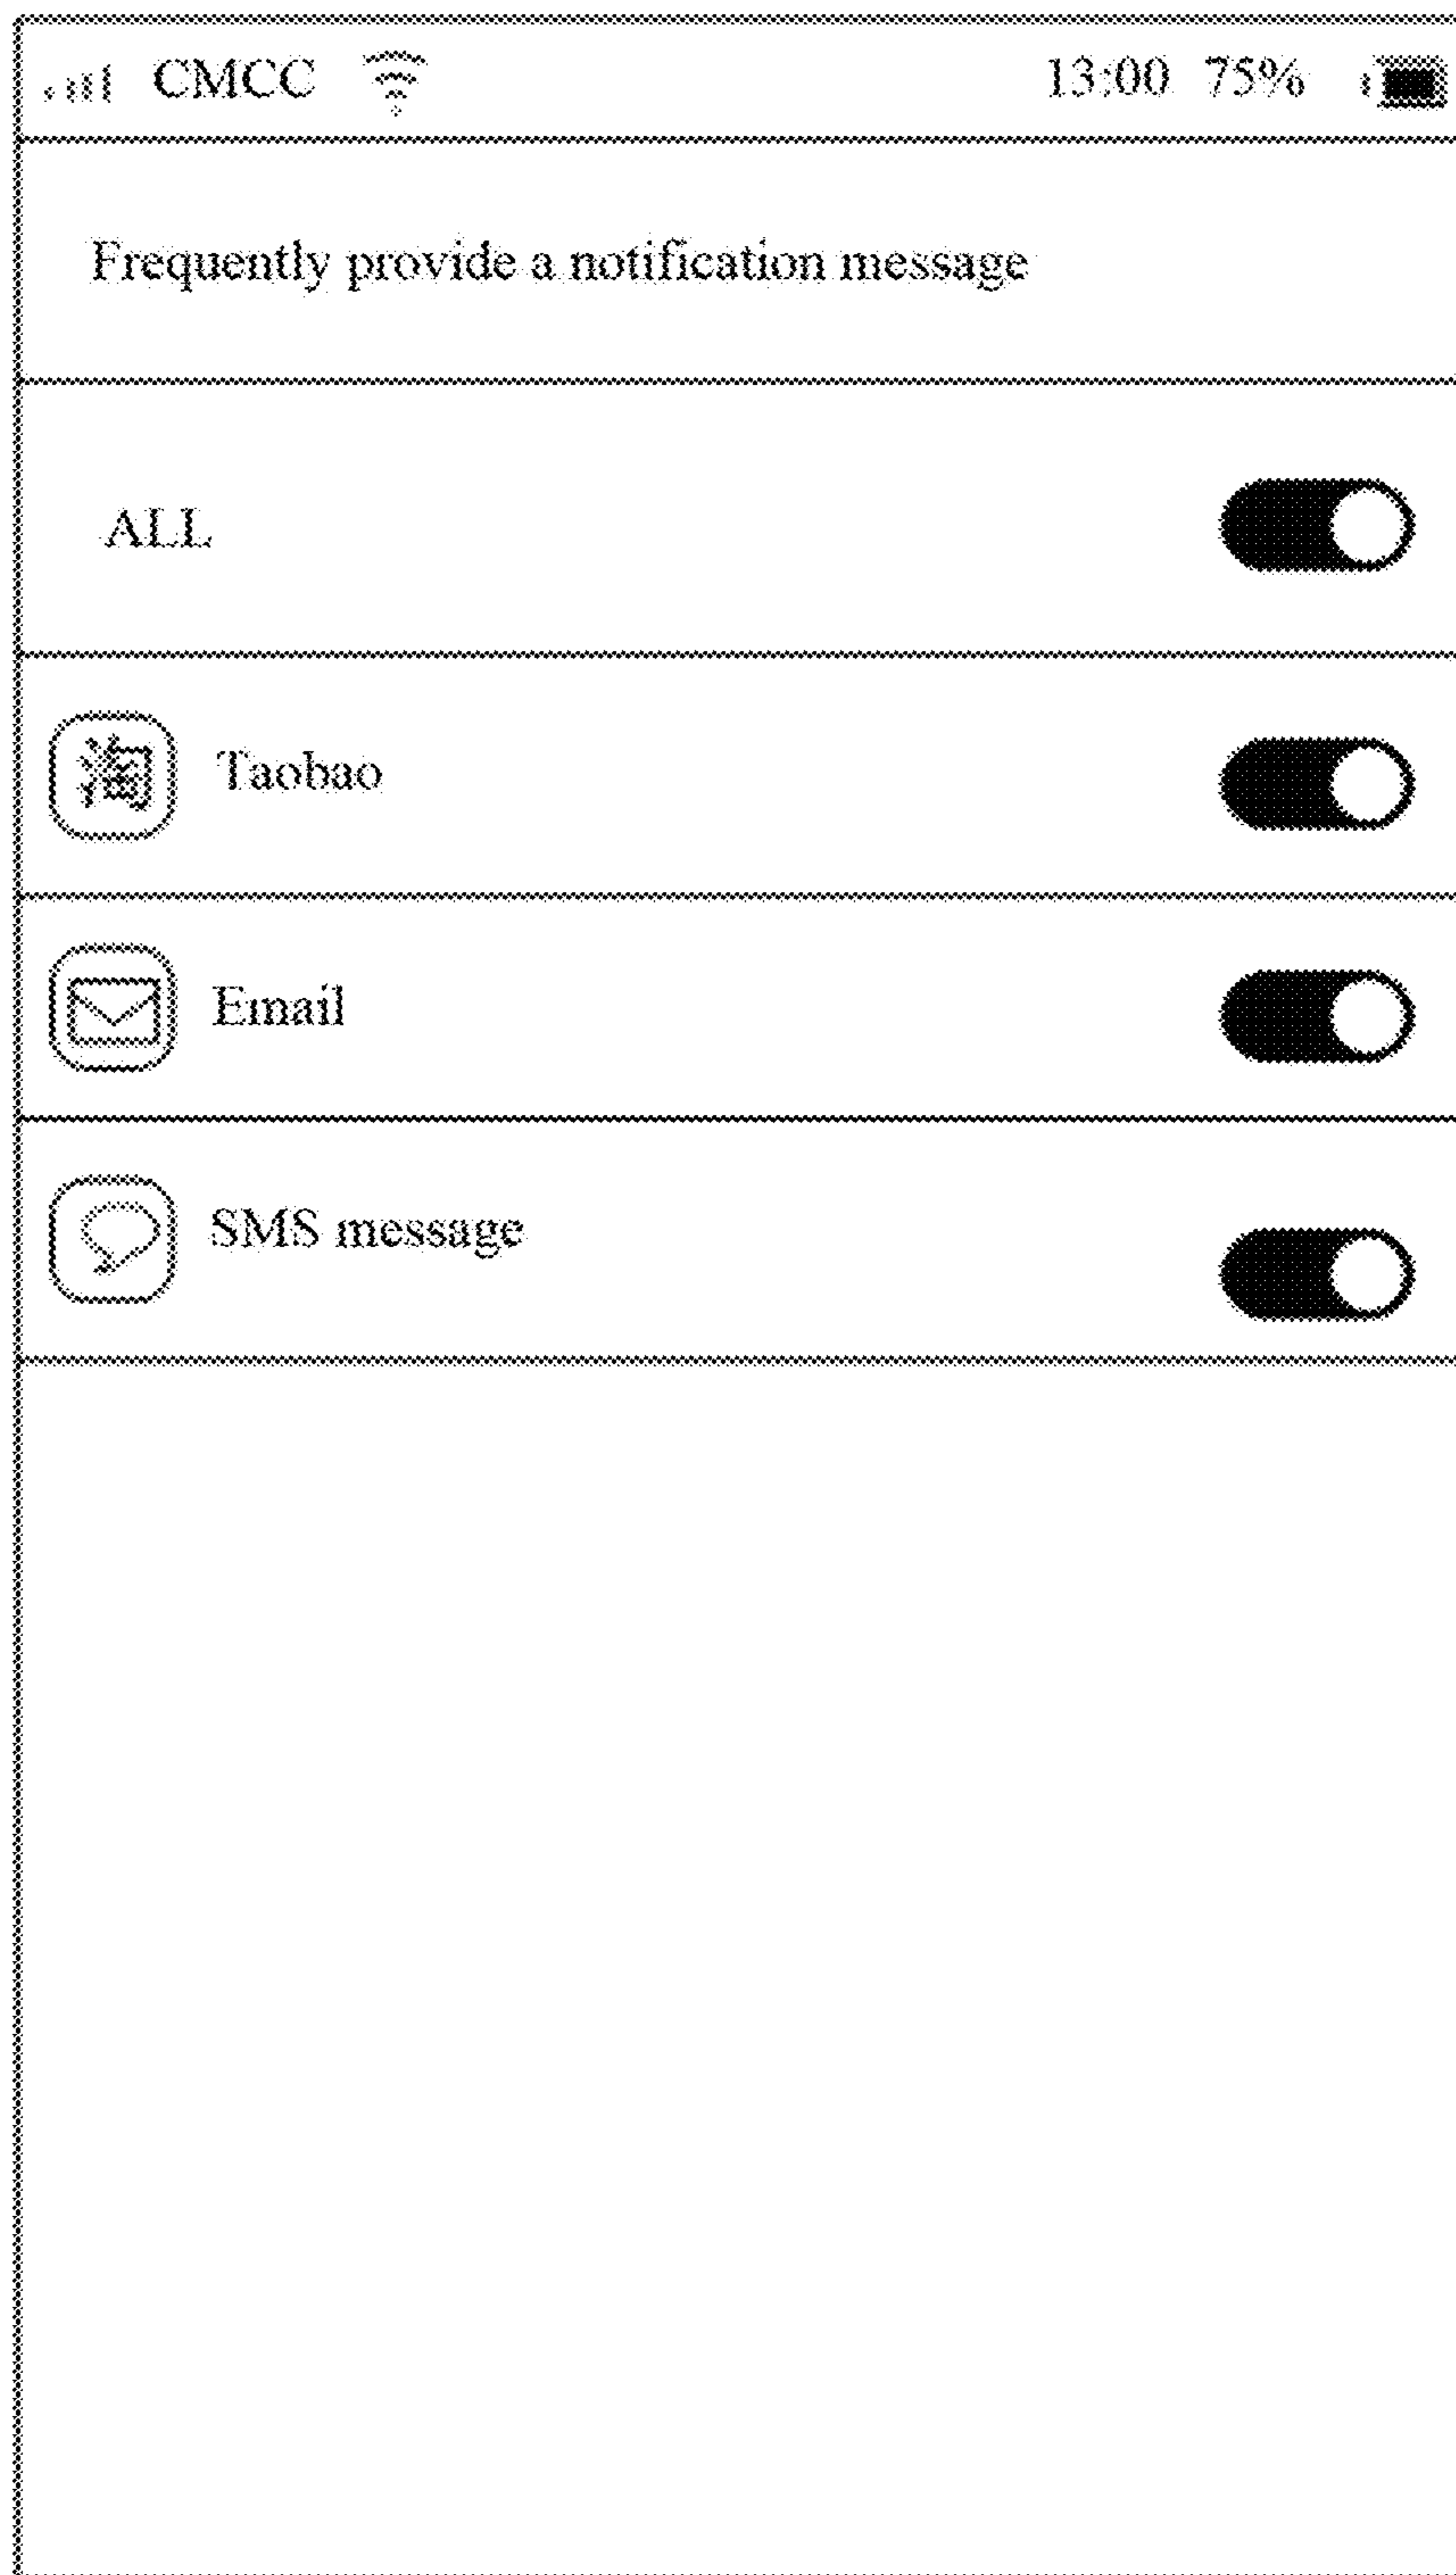 CMCC 13:00 75%
Frequently provide a notification message
ALL
淘 Taobao
Email
SMS message